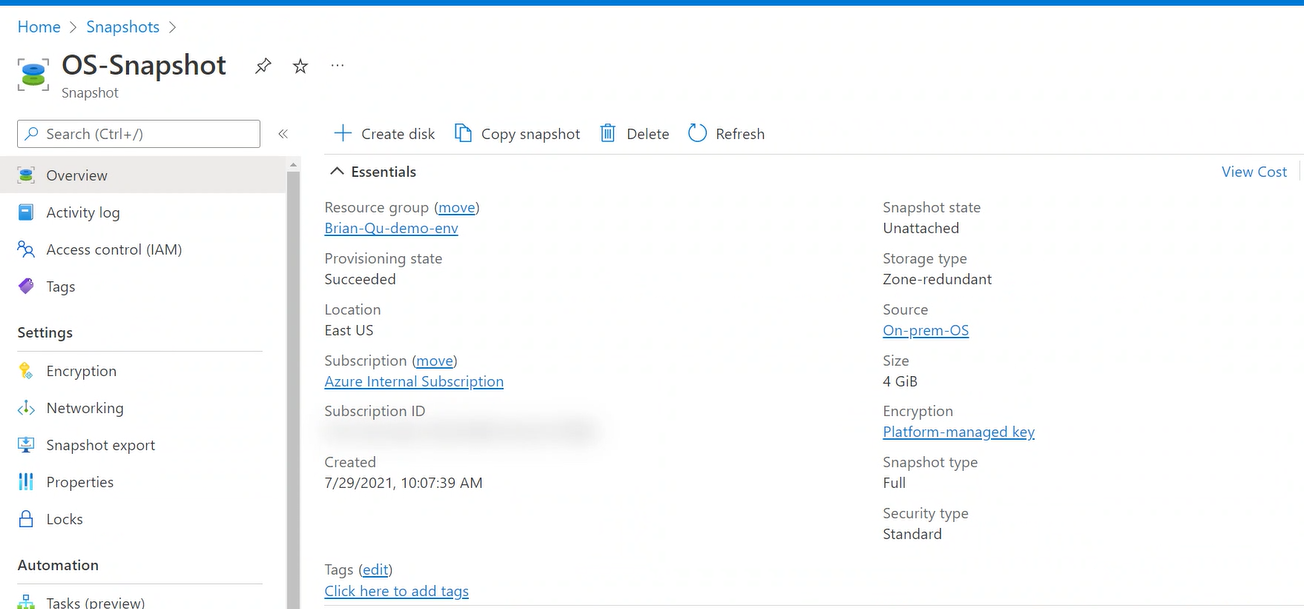 Home > Snapshots >
OS-Snapshot ...
Snapshot
Search (Ctrl+/)
«
Overview
Activity log
Access control (IAM)
Tags
Settings
Encryption
Networking
Snapshot export
Properties
Locks
Automation
Tasks (preview)
Create disk Copy snapshot Delete Refresh
Essentials
View Cost
Resource group (move)
Brian-Qu-demo-env
Provisioning state
Succeeded
Location
East US
Subscription (move)
Azure Internal Subscription
Subscription ID
Created
7/29/2021, 10:07:39 AM
Snapshot state
Unattached
Storage type
Zone-redundant
Source
On-prem-OS
Size
4 GiB
Encryption
Platform-managed key
Snapshot type
Full
Security type
Standard
Tags (edit)
Click here to add tags